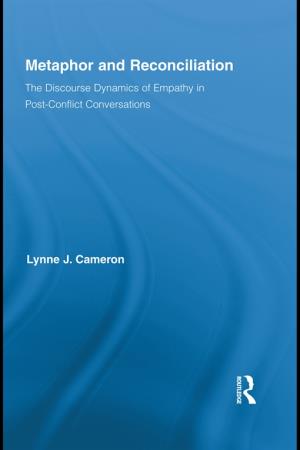 Metaphor and Reconciliation
The Discourse Dynamics of Empathy in
Post-Conflict Conversations
Lynne J. Cameron
ROUTLEDGE